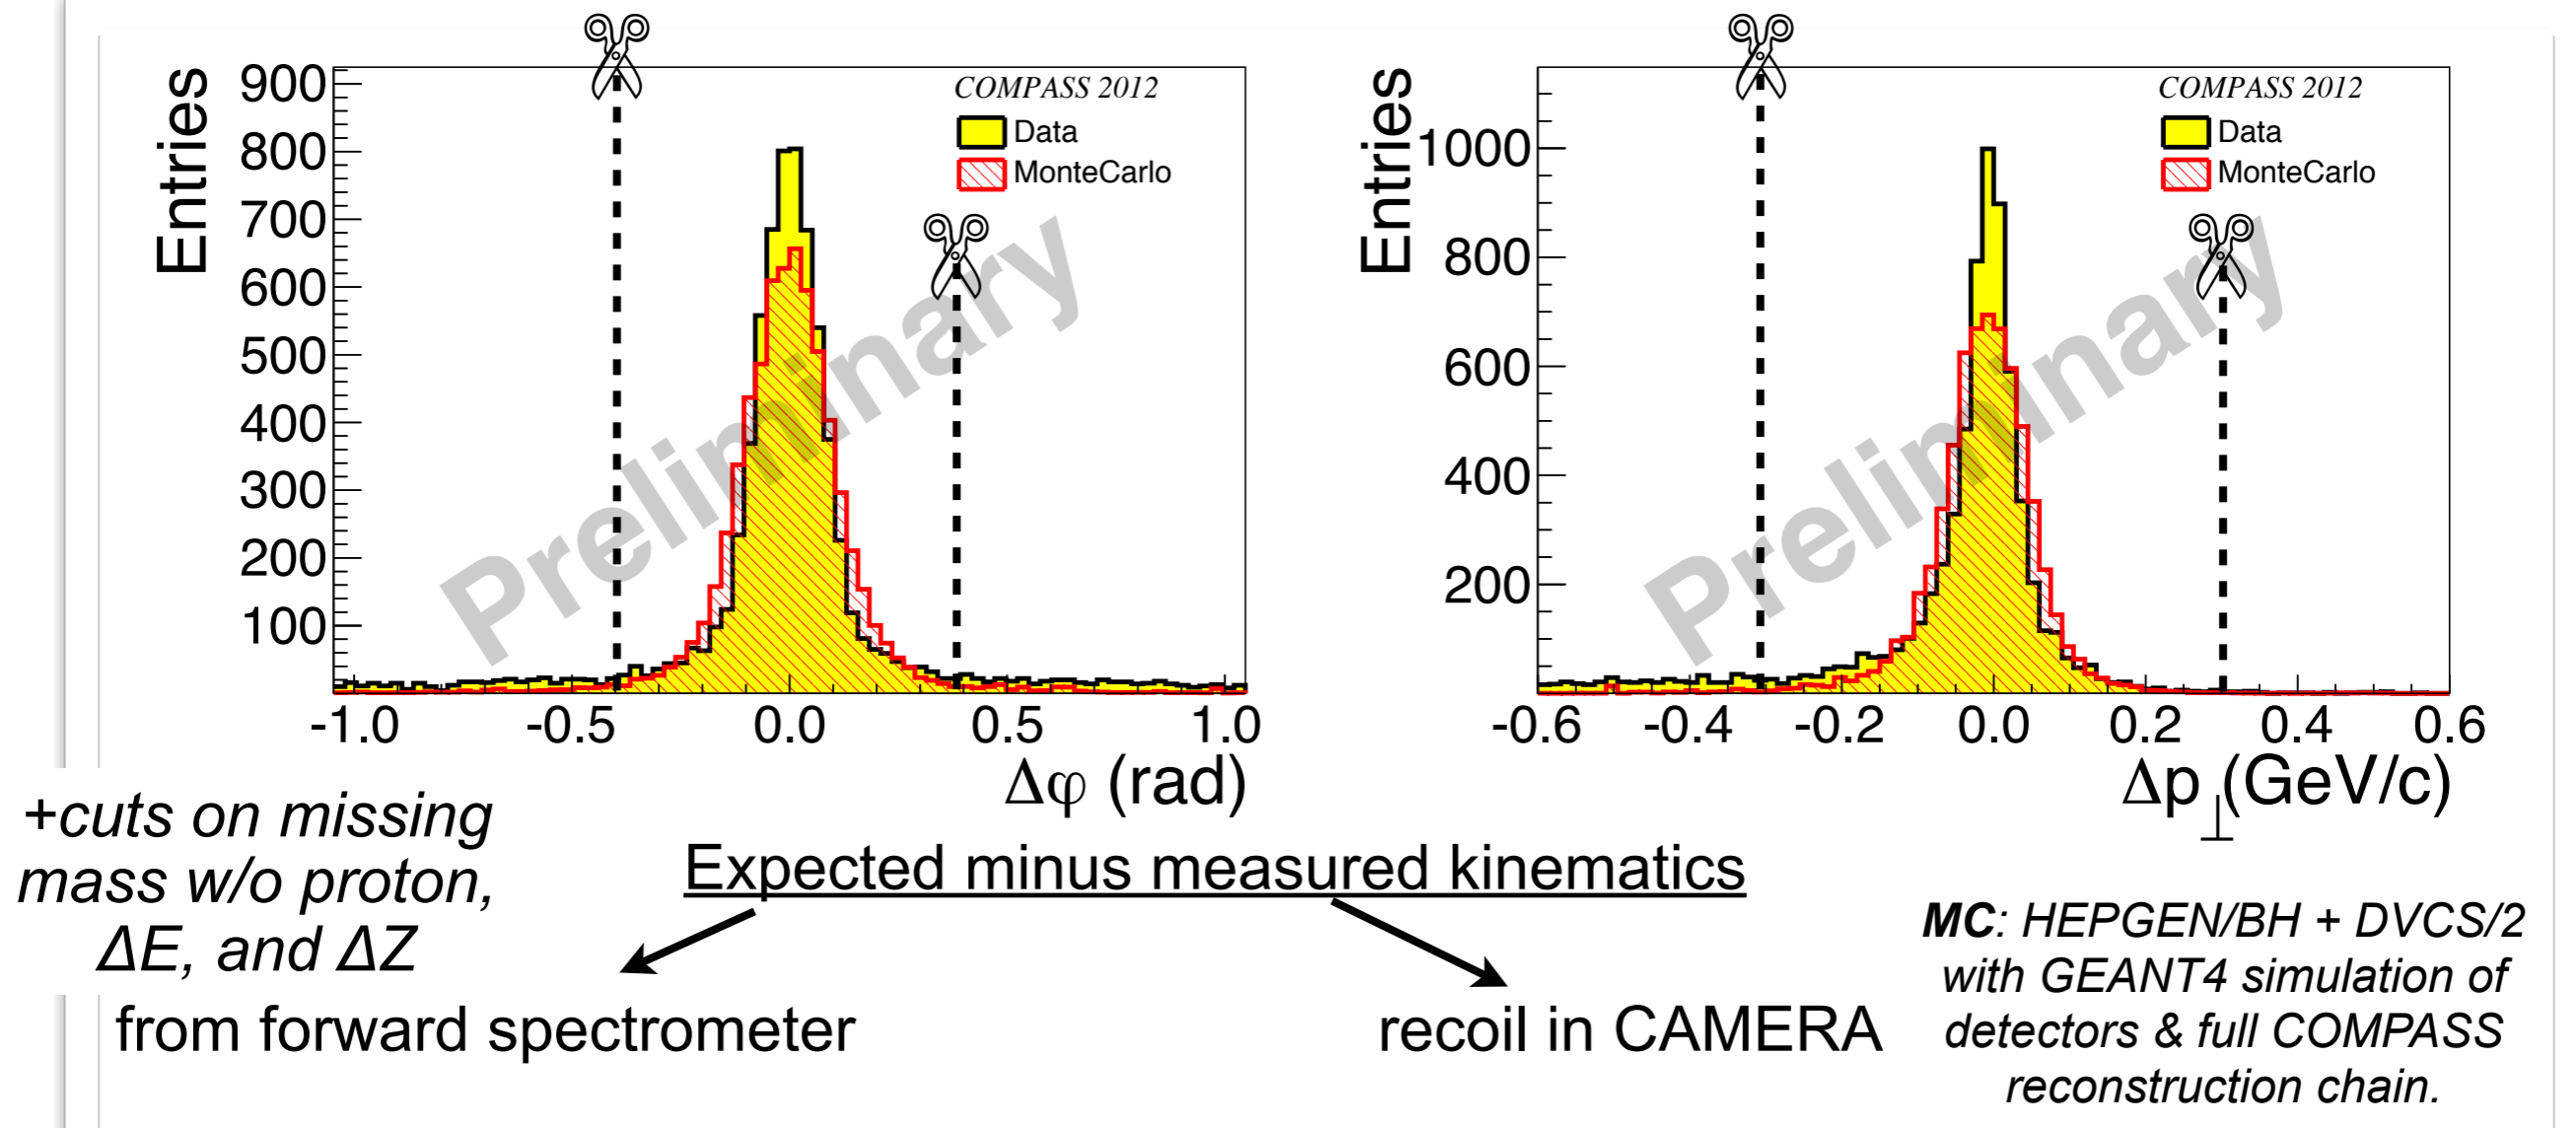 Entries
900
800
700
600
500
400
300
200
100
COMPASS 2012
Data
MonteCarlo
Preliminary
-1.0 -0.5 0.0 0.5 1.0
Δφ (rad)
Entries
1000
800
600
400
200
COMPASS 2012
Data
MonteCarlo
Preliminary
-0.6 -0.4 -0.2 0.0 0.2 0.4 0.6
Δp⊥(GeV/c)
+cuts on missing
mass w/o proton,
ΔE, and ΔZ
Expected minus measured kinematics
from forward spectrometer
recoil in CAMERA
MC: HEPGEN/BH + DVCS/2
with GEANT4 simulation of
detectors & full COMPASS
reconstruction chain.